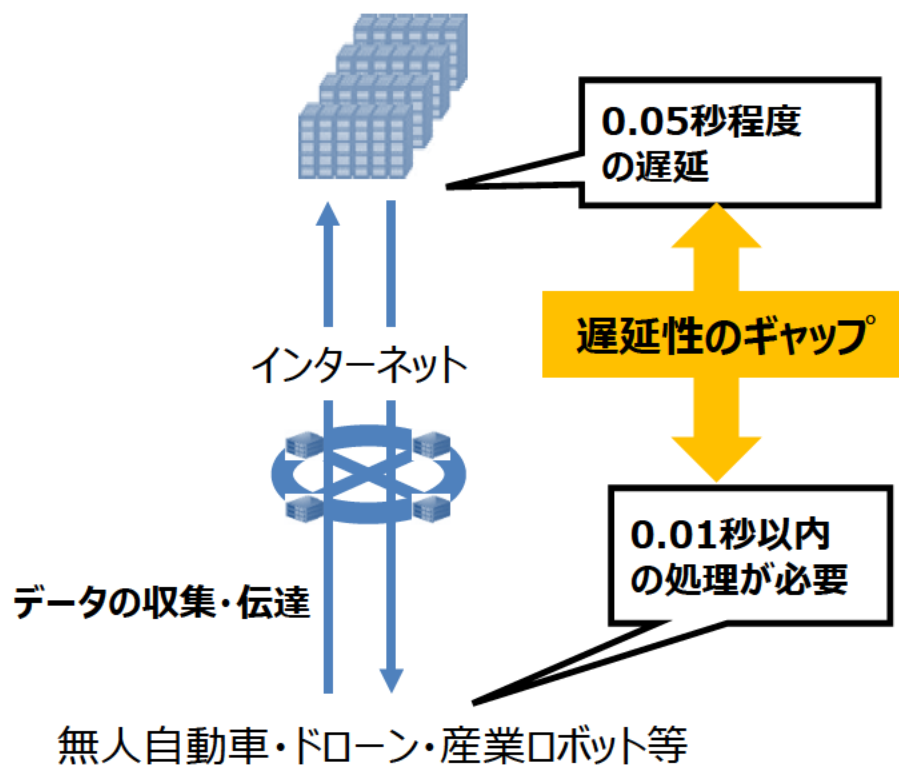 0.05秒程度
の遅延
遅延性のギャップ
インターネット
0.01秒以内
の処理が必要
データの収集・伝達
無人自動車・ドローン・産業ロボット等